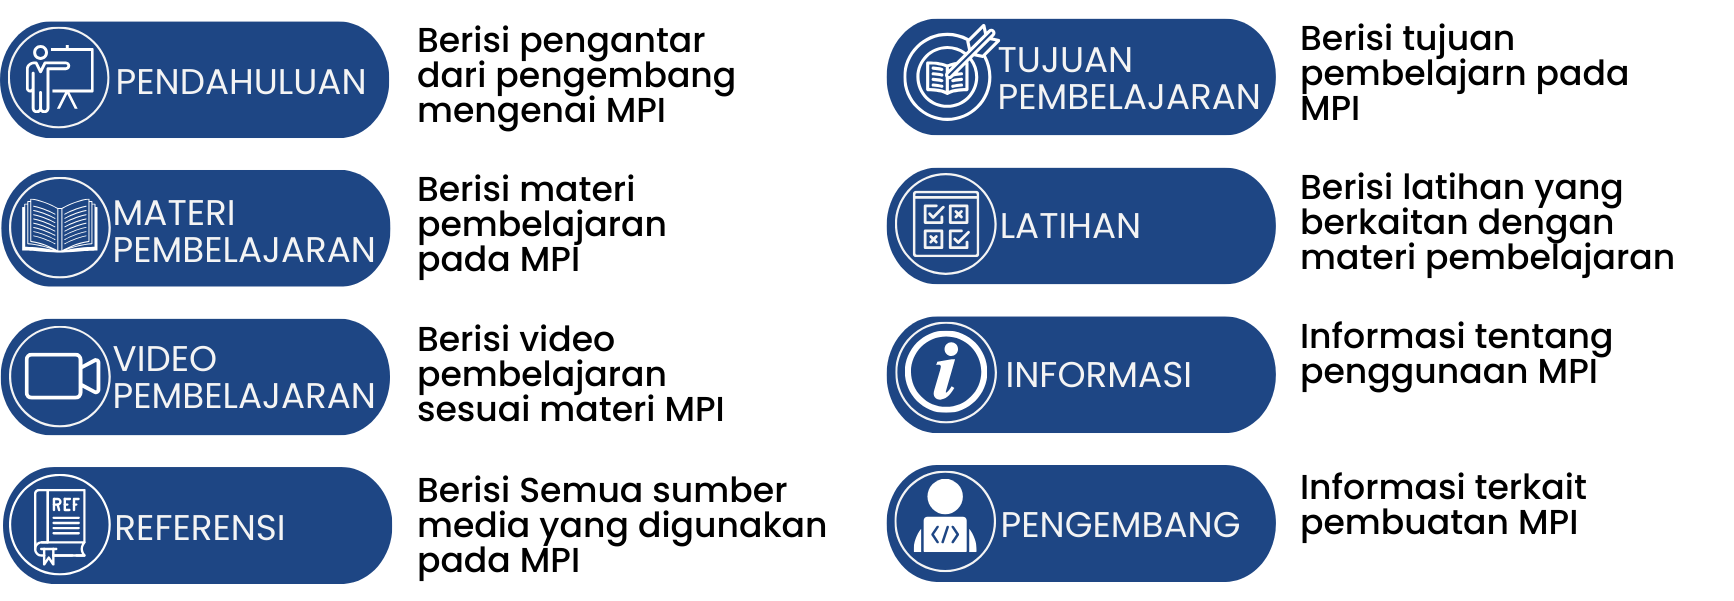 PENDAHULUAN
Berisi pengantar
dari pengembang
mengenai MPI
TUJUAN
PEMBELAJARAN
Berisi tujuan
pembelajarn pada
MPI
MATERI
PEMBELAJARAN
Berisi materi
pembelajaran
pada MPI
LATIHAN
Berisi latihan yang
berkaitan dengan
materi pembelajaran
VIDEO
PEMBELAJARAN
Berisi video
pembelajaran
sesuai materi MPI
INFORMASI
Informasi tentang
penggunaan MPI
REF
REFERENSI
Berisi Semua sumber
media yang digunakan
pada MPI
</>
PENGEMBANG
Informasi terkait
pembuatan MPI